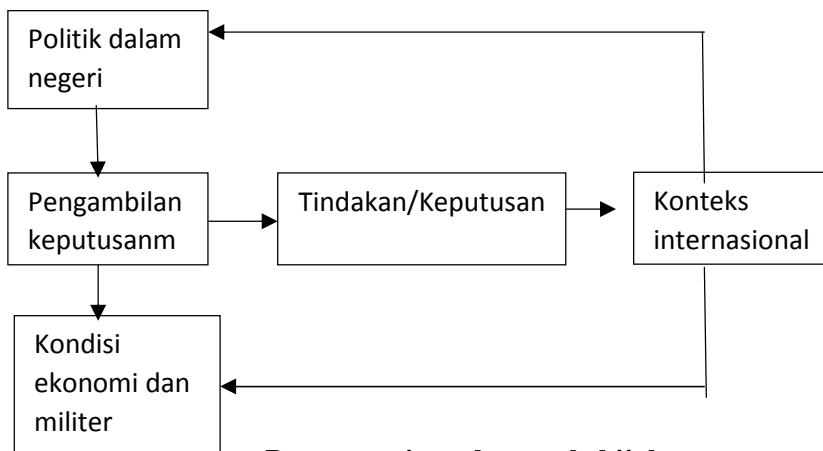 Politik dalam
negeri
Pengambilan
keputusanm
Tindakan/Keputusan
Konteks
internasional
Kondisi
ekonomi dan
militer